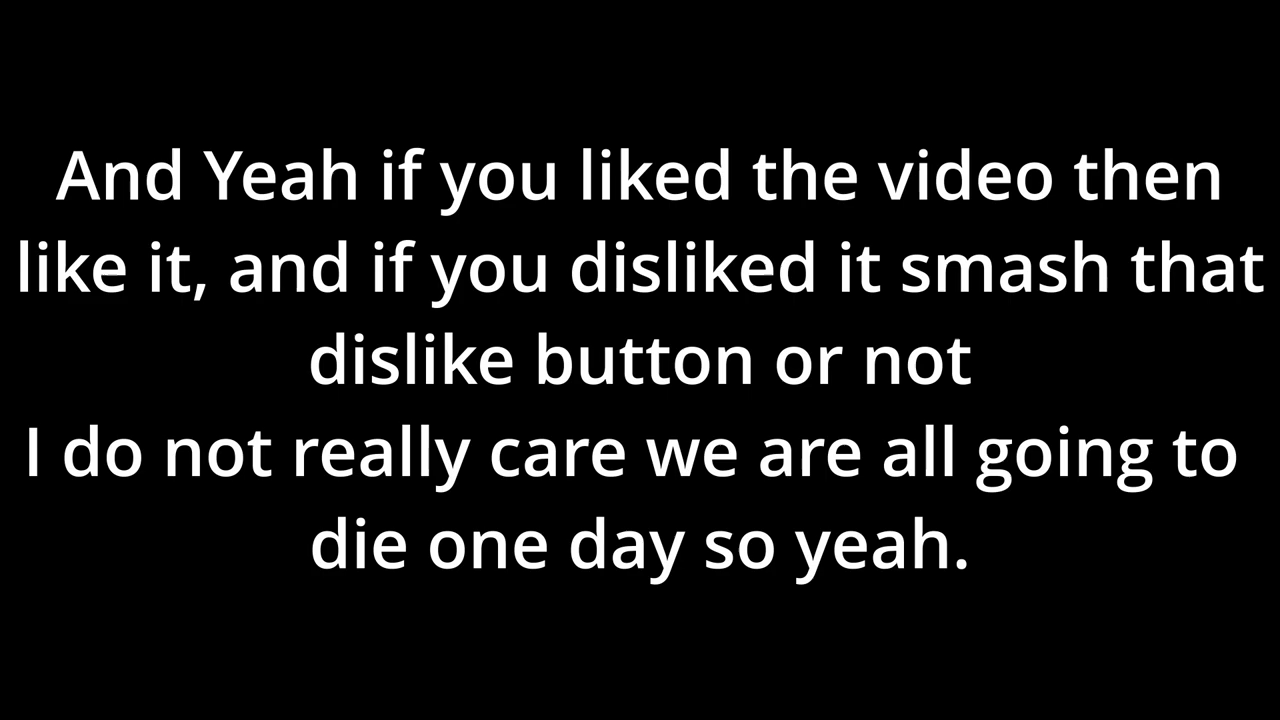 And Yeah if you liked the video then
like it, and if you disliked it smash that
dislike button or not
I do not really care we are all going to
die one day so yeah.